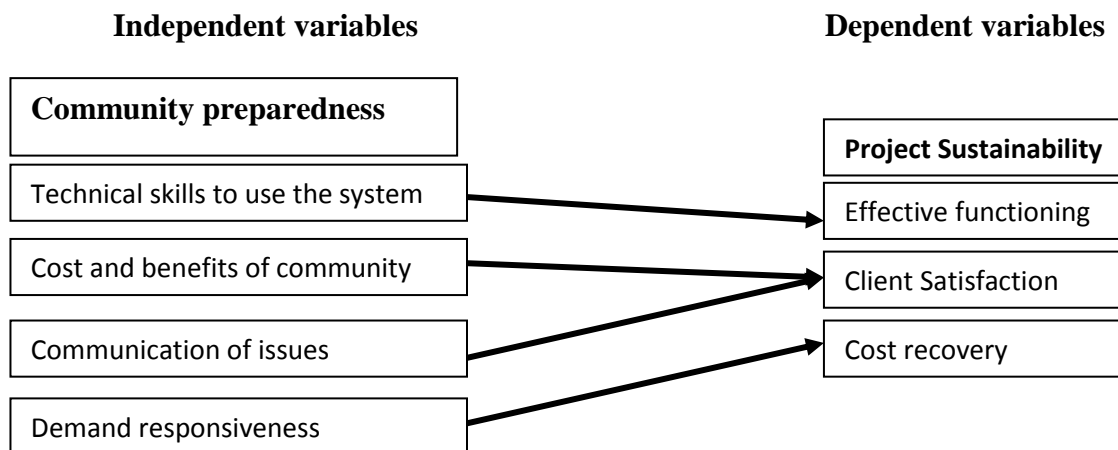 Independent variables
Dependent variables
Community preparedness
Project Sustainability
Technical skills to use the system
Effective functioning
Cost and benefits of community
Client Satisfaction
Communication of issues
Cost recovery
Demand responsiveness